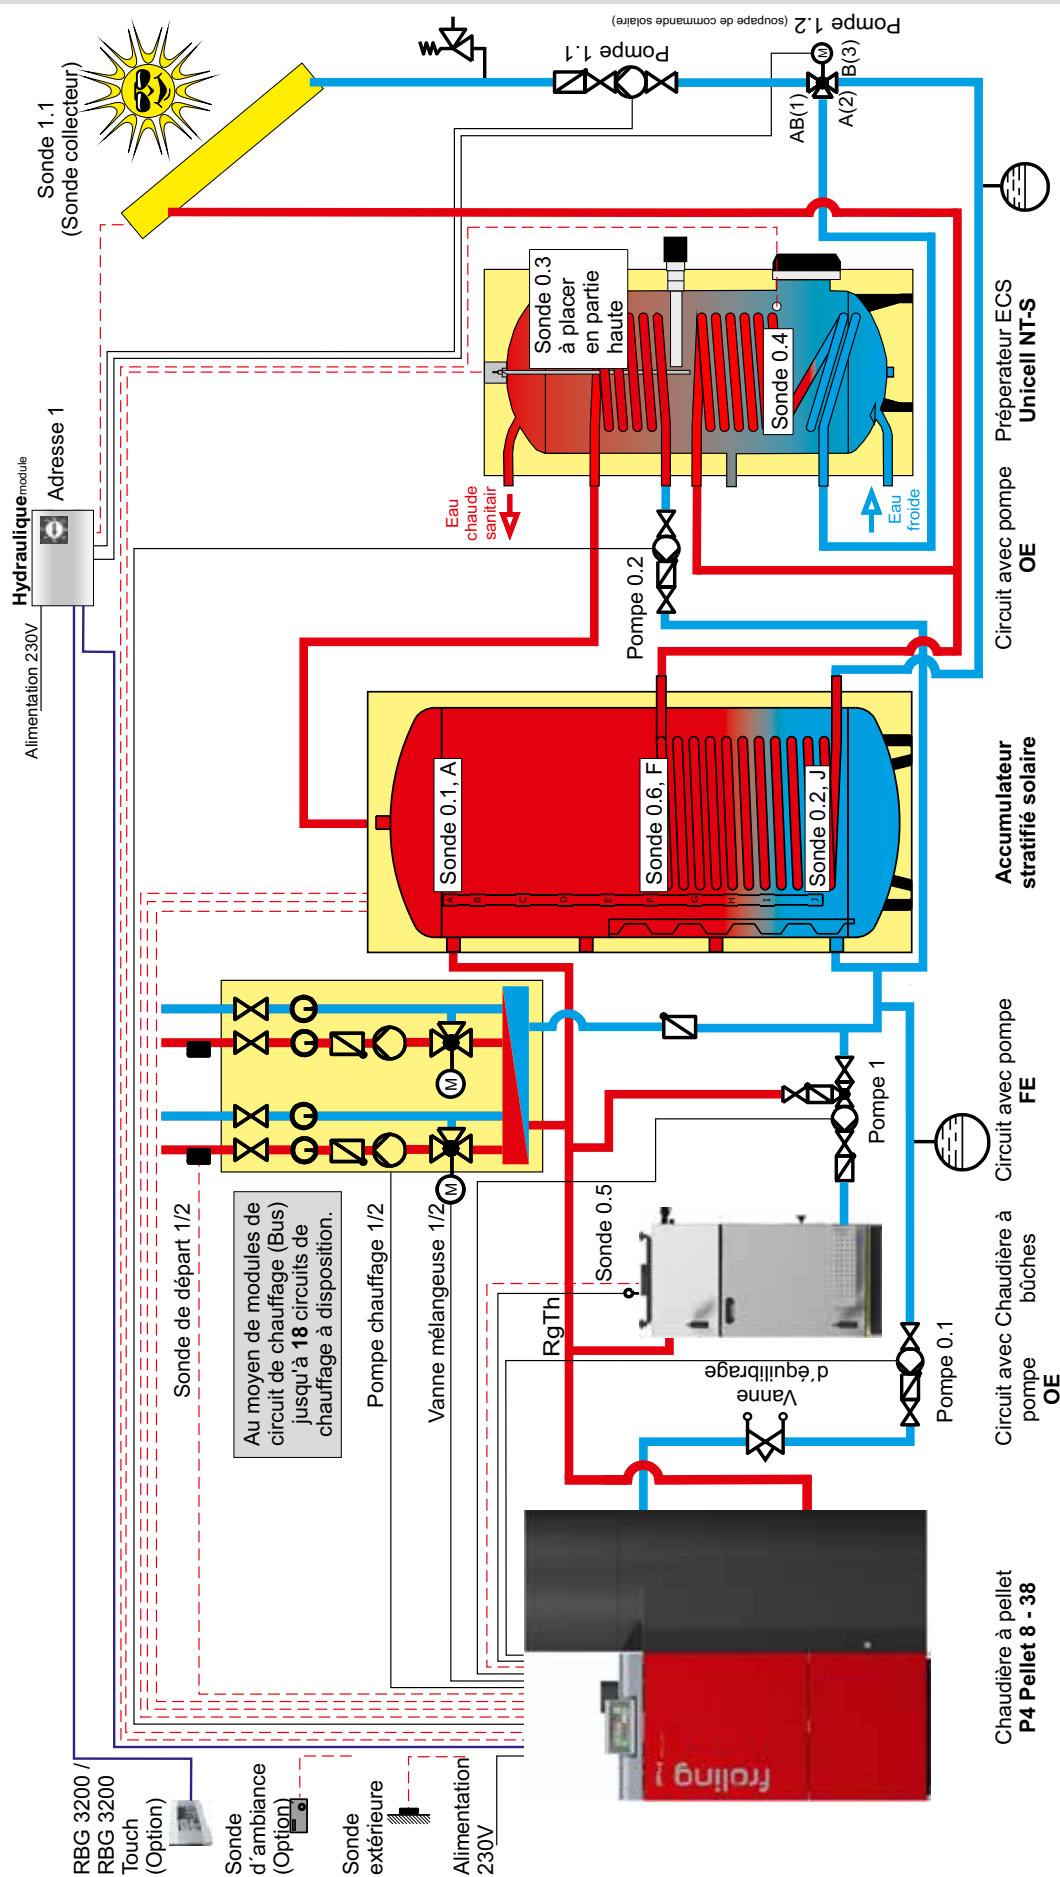 Sonde 1.1
(Sonde collecteur)
Pompe 1.1
Pompe 1.2
(soupape de commande solaire)
M
AB(1)
A(2)
B(3)
Hydrauliquemodule
Adresse 1
Alimentation 230V
Sonde 0.3
à placer
en partie
haute
Sonde 0.4
Eau
chaude
sanitair
Eau
froide
Préperateur ECS
Unicell NT-S
Pompe 0.2
Circuit avec pompe
OE
Sonde 0.1, A
Sonde 0.6, F
Sonde 0.2, J
A
B
C
D
E
F
G
H
I
J
Accumulateur
stratifié solaire
M
M
Sonde de départ 1/2
Au moyen de modules de
circuit de chauffage (Bus)
jusqu'à 18 circuits de
chauffage à disposition.
Pompe chauffage 1/2
Vanne mélangeuse 1/2
Pompe 1
Circuit avec pompe
FE
Sonde 0.5
RgTh
Vanne
d´équilibrage
Pompe 0.1
Circuit avec Chaudière à
pompe bûches
OE
RBG 3200 /
RBG 3200
Touch
(Option)
Sonde
d´ambiance
(Option)
Sonde
extérieure
Alimentation
230V
froling
Chaudière à pellet
P4 Pellet 8 - 38